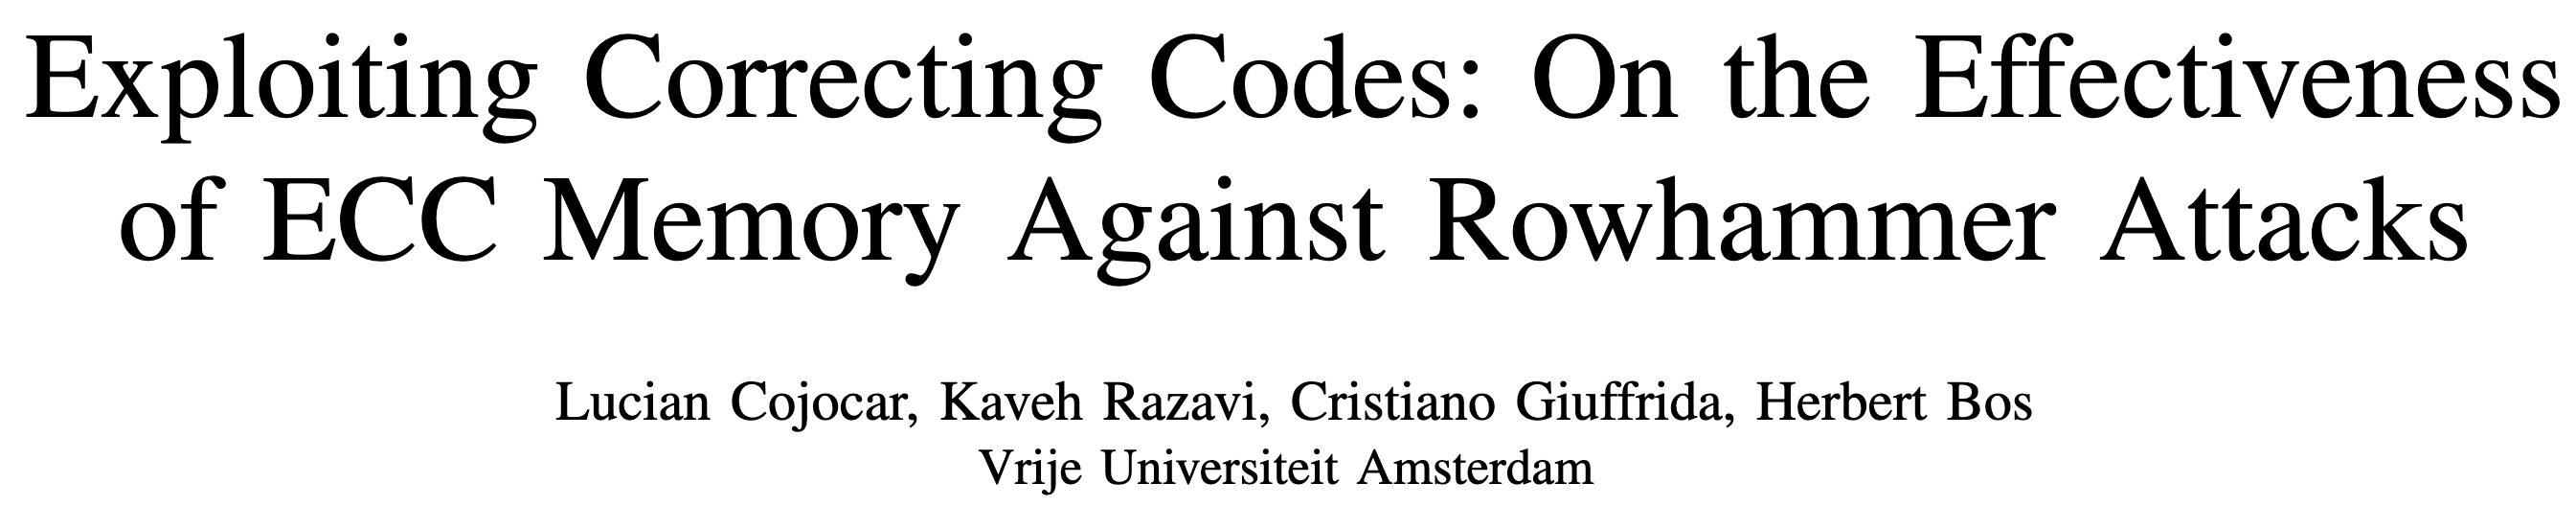 Exploiting Correcting Codes: On the Effectiveness
of ECC Memory Against Rowhammer Attacks
Lucian Cojocar, Kaveh Razavi, Cristiano Giuffrida, Herbert Bos
Vrije Universiteit Amsterdam